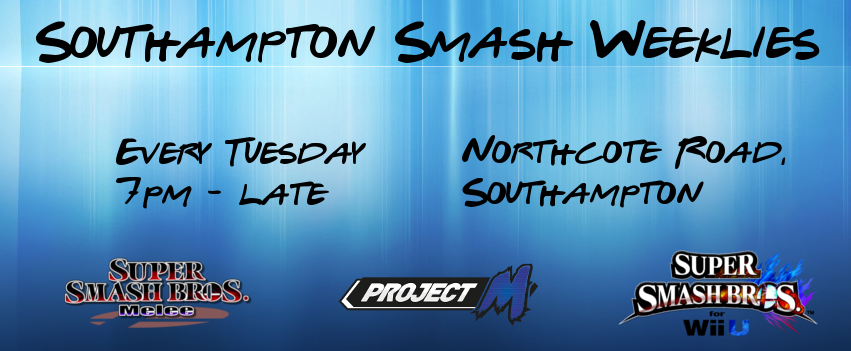 Southampton Smash Weeklies
Every Tuesday
7pm - late
Northcote Road,
Southampton
SUPER
SMASH BROS.
Melee
PROJECT M
SUPER
SMASH BROS.™
for
Wii U